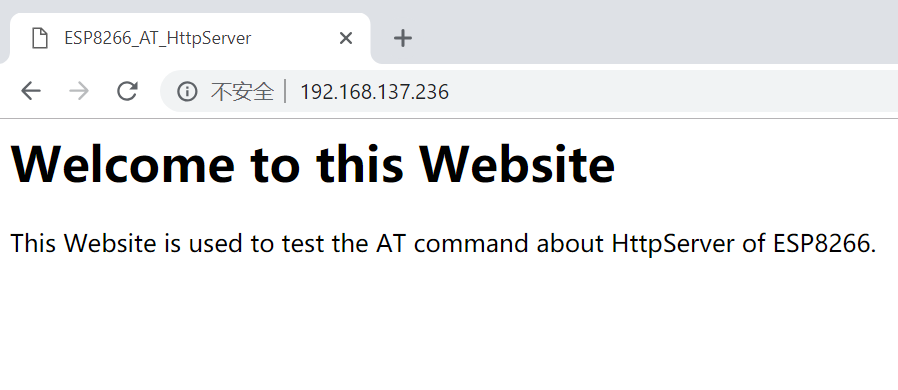 ESP8266_AT_HttpServer
不安全 192.168.137.236
Welcome to this Website
This Website is used to test the AT command about HttpServer of ESP8266.